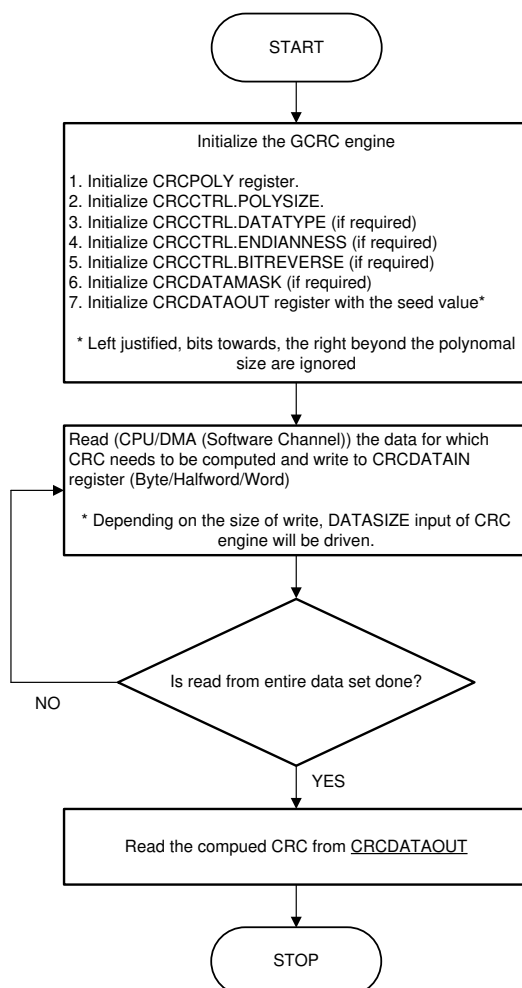 START
Initialize the GCRC engine
1. Initialize CRCPOLY register.
2. Initialize CRCCTRL.POLYSIZE.
3. Initialize CRCCTRL.DATATYPE (if required)
4. Initialize CRCCTRL.ENDIANNESS (if required)
5. Initialize CRCCTRL.BITREVERSE (if required)
6. Initialize CRCDATAMASK (if required)
7. Initialize CRCDATAOUT register with the seed value*
* Left justified, bits towards, the right beyond the polynomal
size are ignored
Read (CPU/DMA (Software Channel)) the data for which
CRC needs to be computed and write to CRCDATAIN
register (Byte/Halfword/Word)
* Depending on the size of write, DATASIZE input of CRC
engine will be driven.
Is read from entire data set done?
NO
YES
Read the compued CRC from CRCDATAOUT
STOP